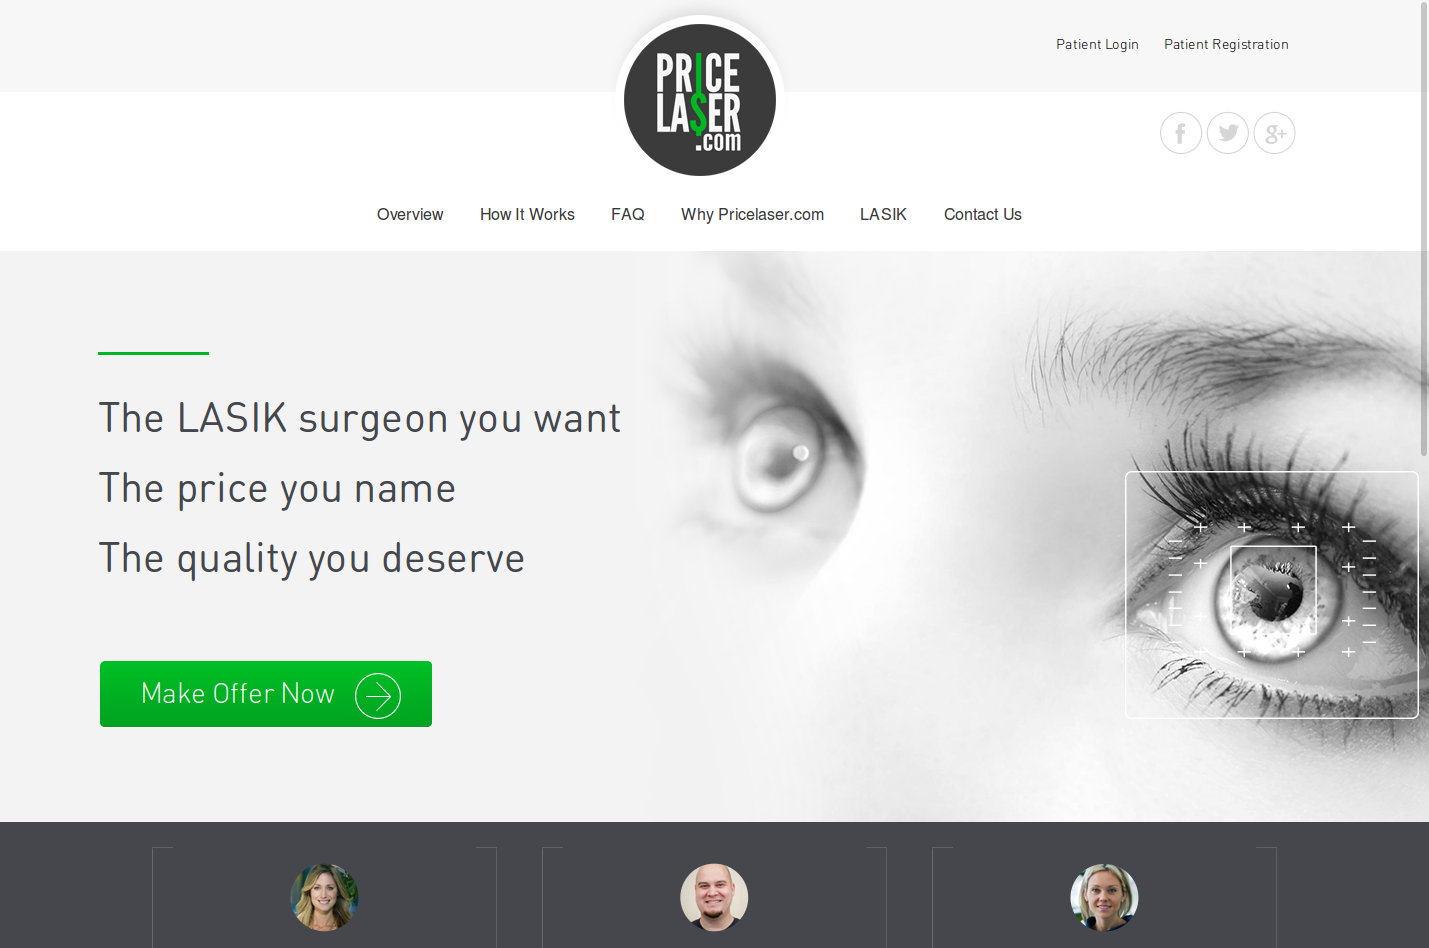 PRICE
LA$ER
.com
Patient Login Patient Registration
Overview How It Works FAQ Why Pricelaser.com LASIK Contact Us
The LASIK surgeon you want
The price you name
The quality you deserve
Make Offer Now